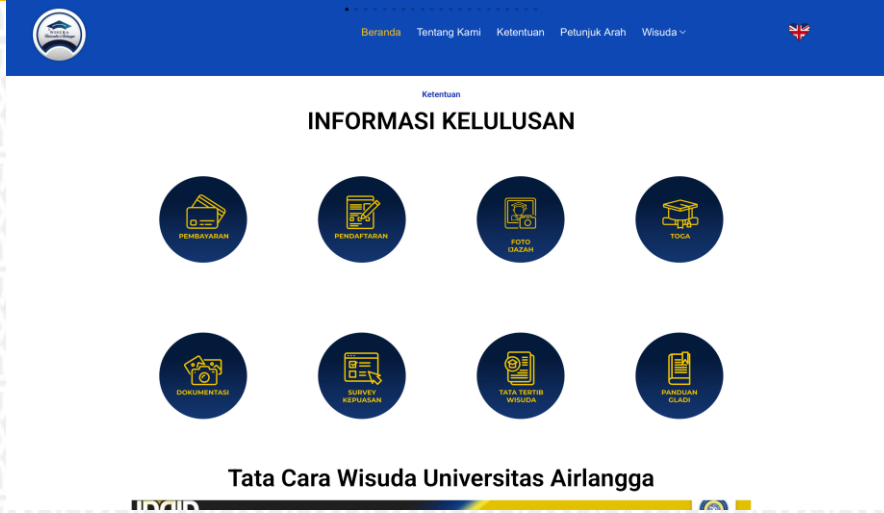 WISUDA
Beranda Tentang Kami Ketentuan Petunjuk Arah Wisuda
Ketentuan
INFORMASI KELULUSAN
PEMBAYARAN
PENDAFTARAN
FOTO
IJAZAH
TOGA
DOKUMENTASI
SURVEY
KEPUASAN
TATA TERTIB
WISUDA
PANDUAN
GLADI
Tata Cara Wisuda Universitas Airlangga